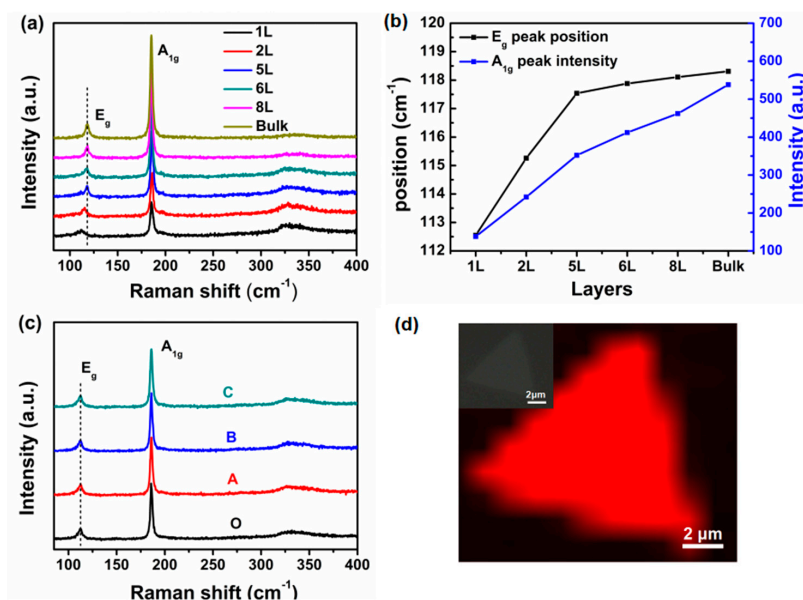 (a)
1L
2L
5L
6L
8L
Bulk
A1g
Eg
Intensity (a.u.)
100 150 200 250 300 350 400
Raman shift (cm-1)
(b)
Eg peak position
A1g peak intensity
position (cm-1)
120
119
118
117
116
115
114
113
112
700
600
500
400
300
200
100
Intensity (a.u.)
1L 2L 5L 6L 8L Bulk
Layers
(c)
A1g
Eg
C
B
A
O
Intensity (a.u.)
100 150 200 250 300 350 400
Raman shift (cm-1)
(d)
2μm
2 μm